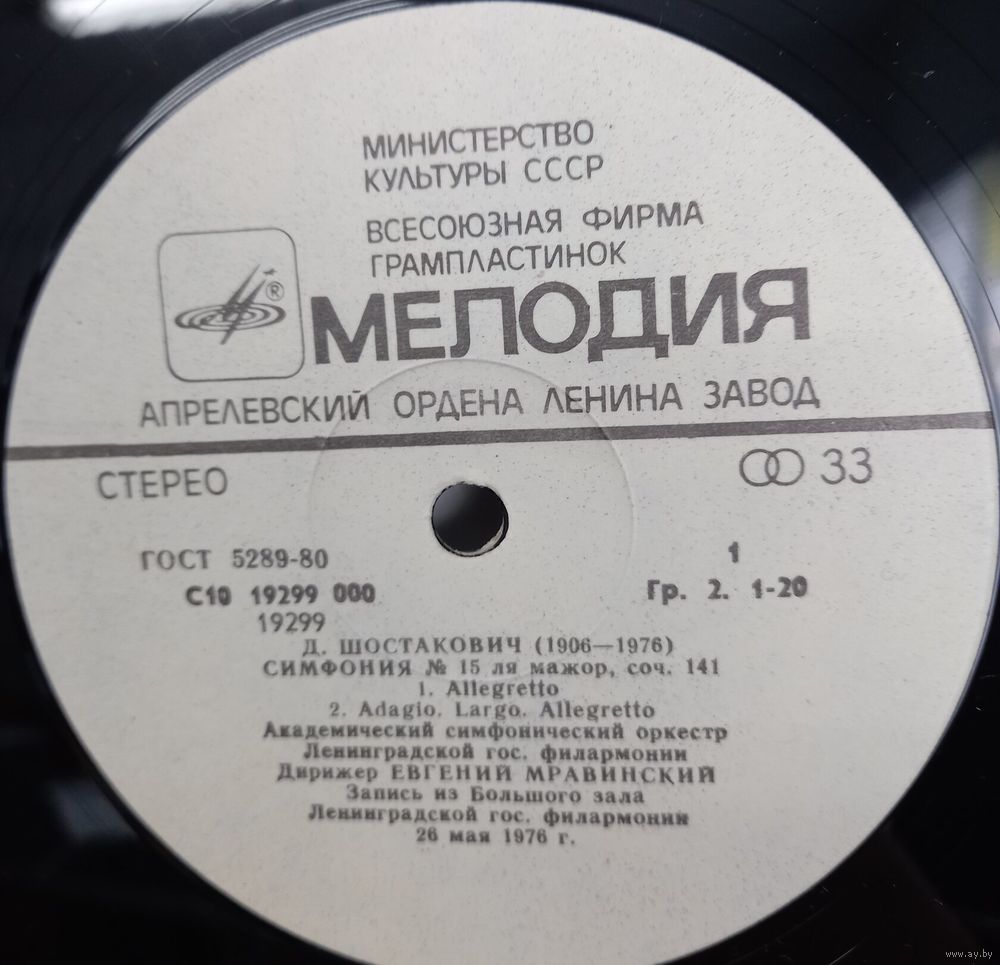 МИНИСТЕРСТВО
КУЛЬТУРЫ СССР
ВСЕСОЮЗНАЯ ФИРМА
ГРАМПЛАСТИНОК
®
МЕЛОДИЯ
АПРЕЛЕВСКИЙ ОРДЕНА ЛЕНИНА ЗАВОД
СТЕРЕО
33
ГОСТ 5289-80
1
С10 19299 000
Гр. 2. 1-20
19299
Д. ШОСТАКОВИЧ (1906—1976)
СИМФОНИЯ № 15 ля мажор, соч. 141
1. Allegretto
2. Adagio. Largo. Allegretto
Академический симфонический оркестр
Ленинградской гос. филармонии
Дирижер ЕВГЕНИЙ МРАВИНСКИЙ
Запись из Большого зала
Ленинградской гос. филармонии
26 мая 1976 г.
www.ay.by